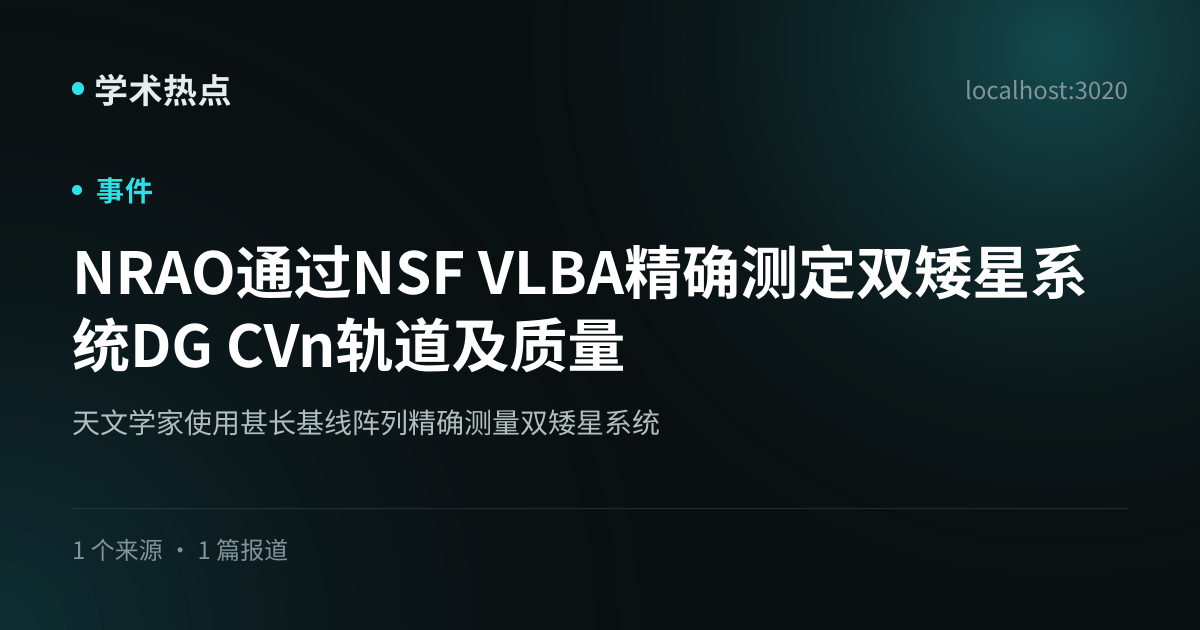 学术热点
localhost:3020
事件
NRAO通过NSF VLBA精确测定双矮星系
统DG CVn轨道及质量
天文学家使用甚长基线阵列精确测量双矮星系统
1 个来源 · 1 篇报道